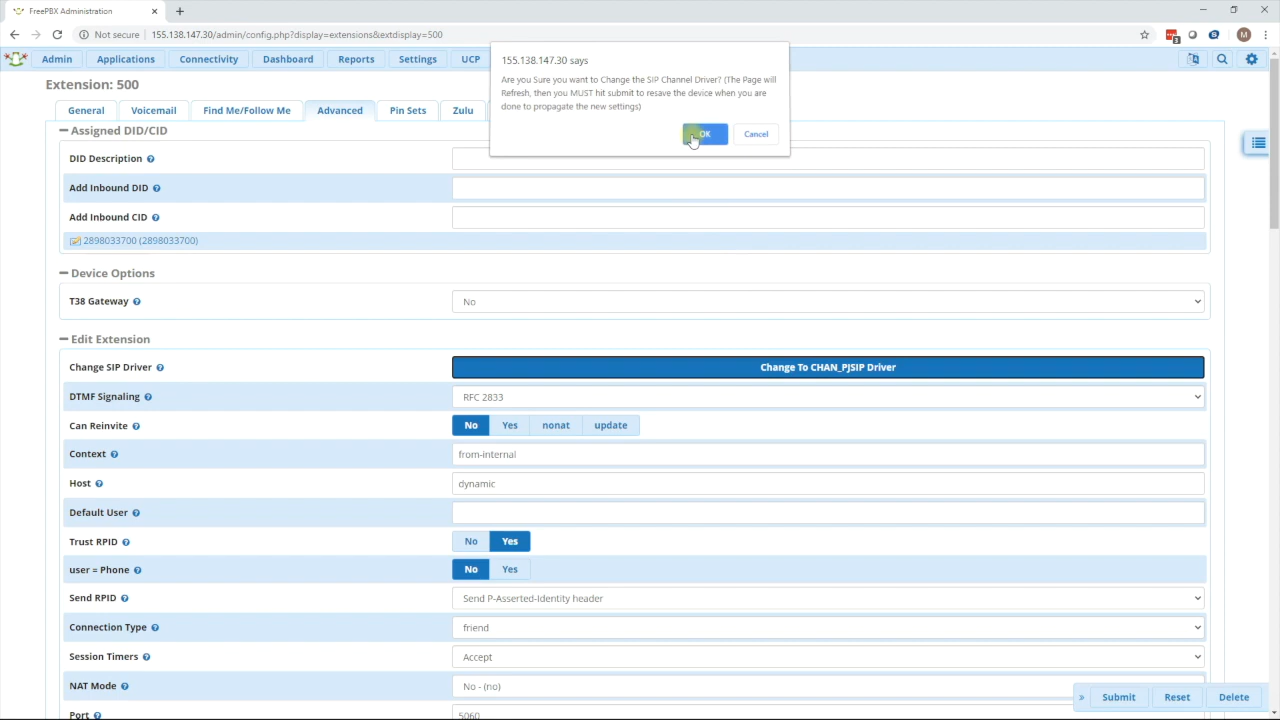 FreePBX Administration
Not secure 155.138.147.30/admin/config.php?display=extensions&extdisplay=500
3
M
Admin Applications Connectivity Dashboard Reports Settings UCP
155.138.147.30 says
Are you Sure you want to Change the SIP Channel Driver? (The Page will
Refresh, then you MUST hit submit to resave the device when you are
done to propagate the new settings)
OK Cancel
Extension: 500
General Voicemail Find Me/Follow Me Advanced Pin Sets Zulu
Assigned DID/CID
DID Description
Add Inbound DID
Add Inbound CID
2898033700 (2898033700)
Device Options
T38 Gateway No
Edit Extension
Change SIP Driver Change To CHAN_PJSIP Driver
DTMF Signaling RFC 2833
Can Reinvite No Yes nonat update
Context from-internal
Host dynamic
Default User
Trust RPID No Yes
user = Phone No Yes
Send RPID Send P-Asserted-Identity header
Connection Type friend
Session Timers Accept
NAT Mode No - (no)
» Submit Reset Delete
Port 5060